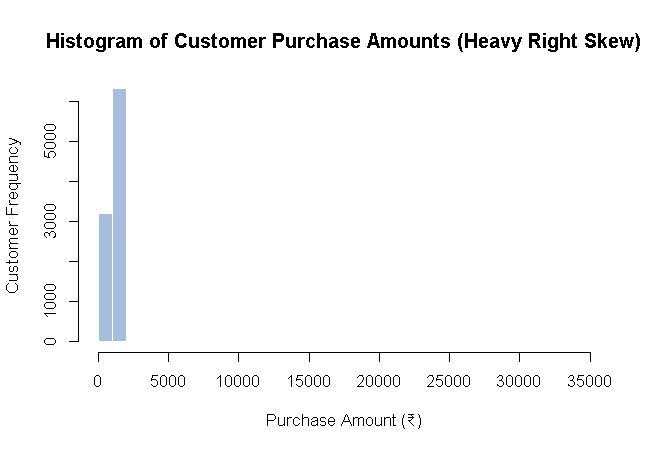 Histogram of Customer Purchase Amounts (Heavy Right Skew)
Customer Frequency
5000
3000
1000
0
0 5000 10000 15000 20000 25000 30000 35000
Purchase Amount (₹)